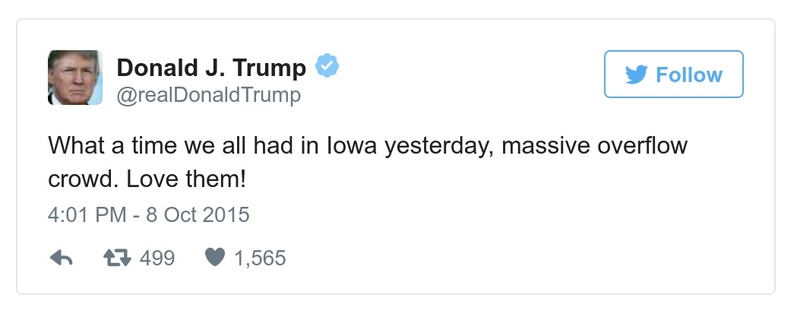 Donald J. Trump
@realDonaldTrump
Follow
What a time we all had in Iowa yesterday, massive overflow
crowd. Love them!
4:01 PM - 8 Oct 2015
499 1,565